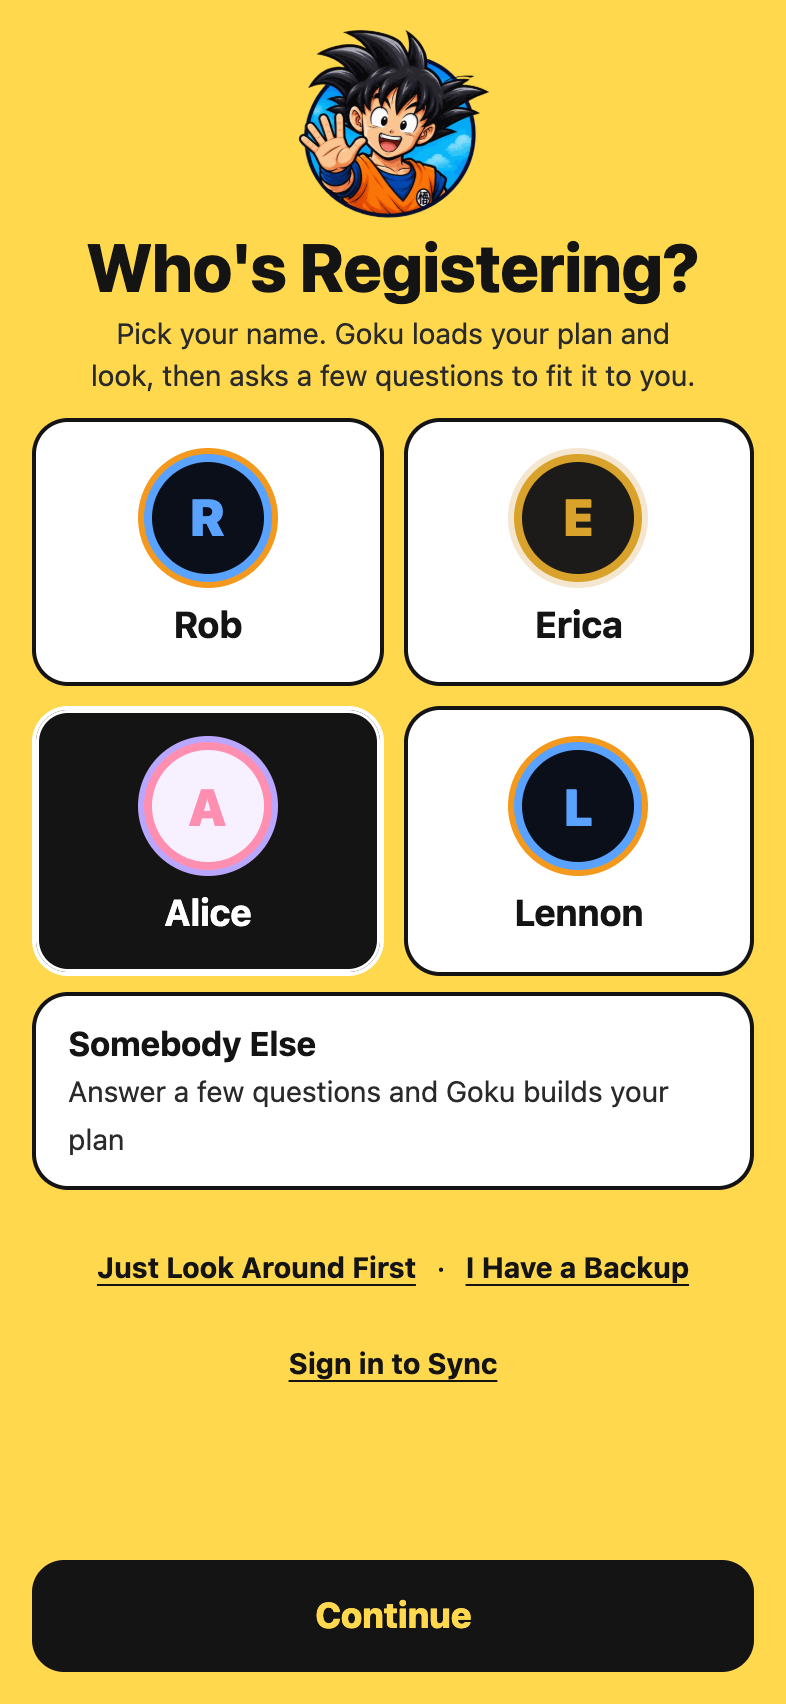 Who's Registering?
Pick your name. Goku loads your plan and
look, then asks a few questions to fit it to you.
R
Rob
E
Erica
A
Alice
L
Lennon
Somebody Else
Answer a few questions and Goku builds your
plan
Just Look Around First · I Have a Backup
Sign in to Sync
Continue